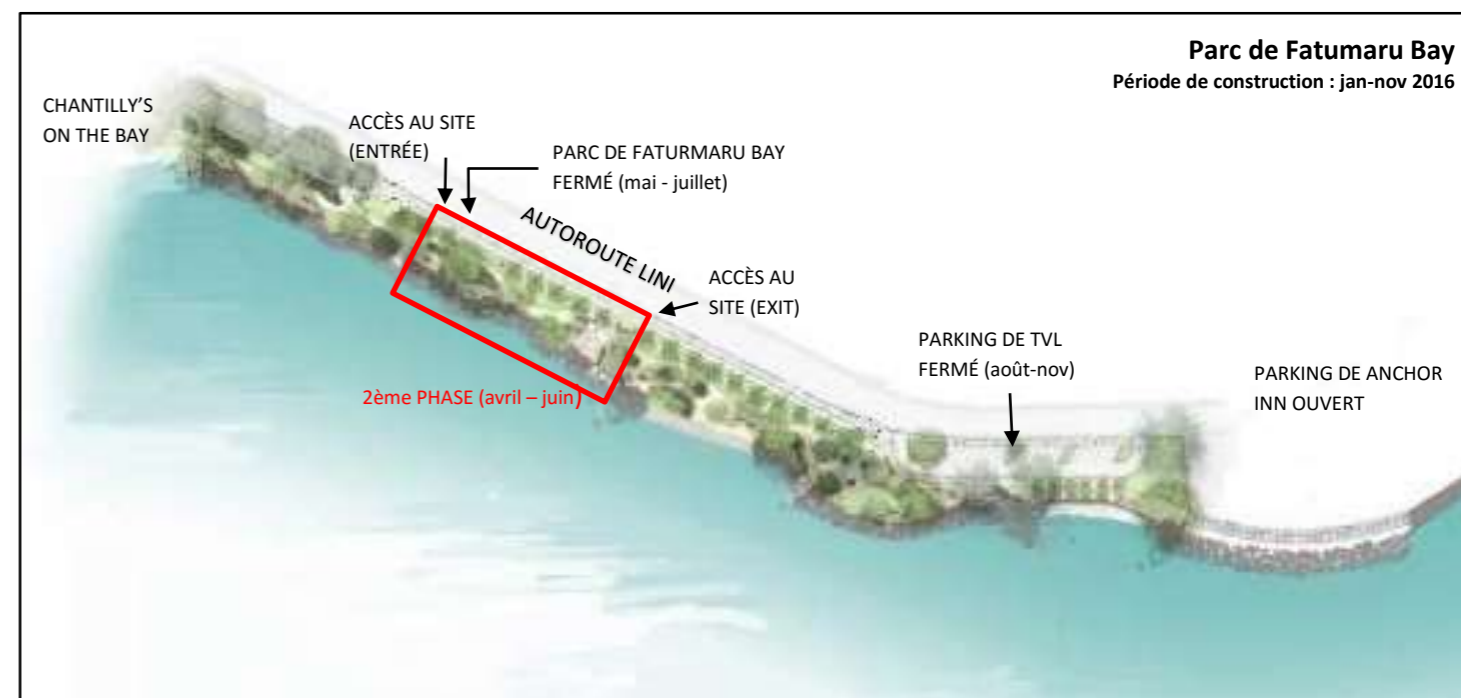 Parc de Fatumaru Bay
Période de construction : jan-nov 2016
CHANTILLY'S
ON THE BAY
ACCÈS AU SITE
(ENTRÉE)
PARC DE FATURMARU BAY
FERMÉ (mai - juillet)
AUTOROUTE LINI
ACCÈS AU
SITE (EXIT)
PARKING DE TVL
FERMÉ (août-nov)
PARKING DE ANCHOR
INN OUVERT
2ème PHASE (avril – juin)